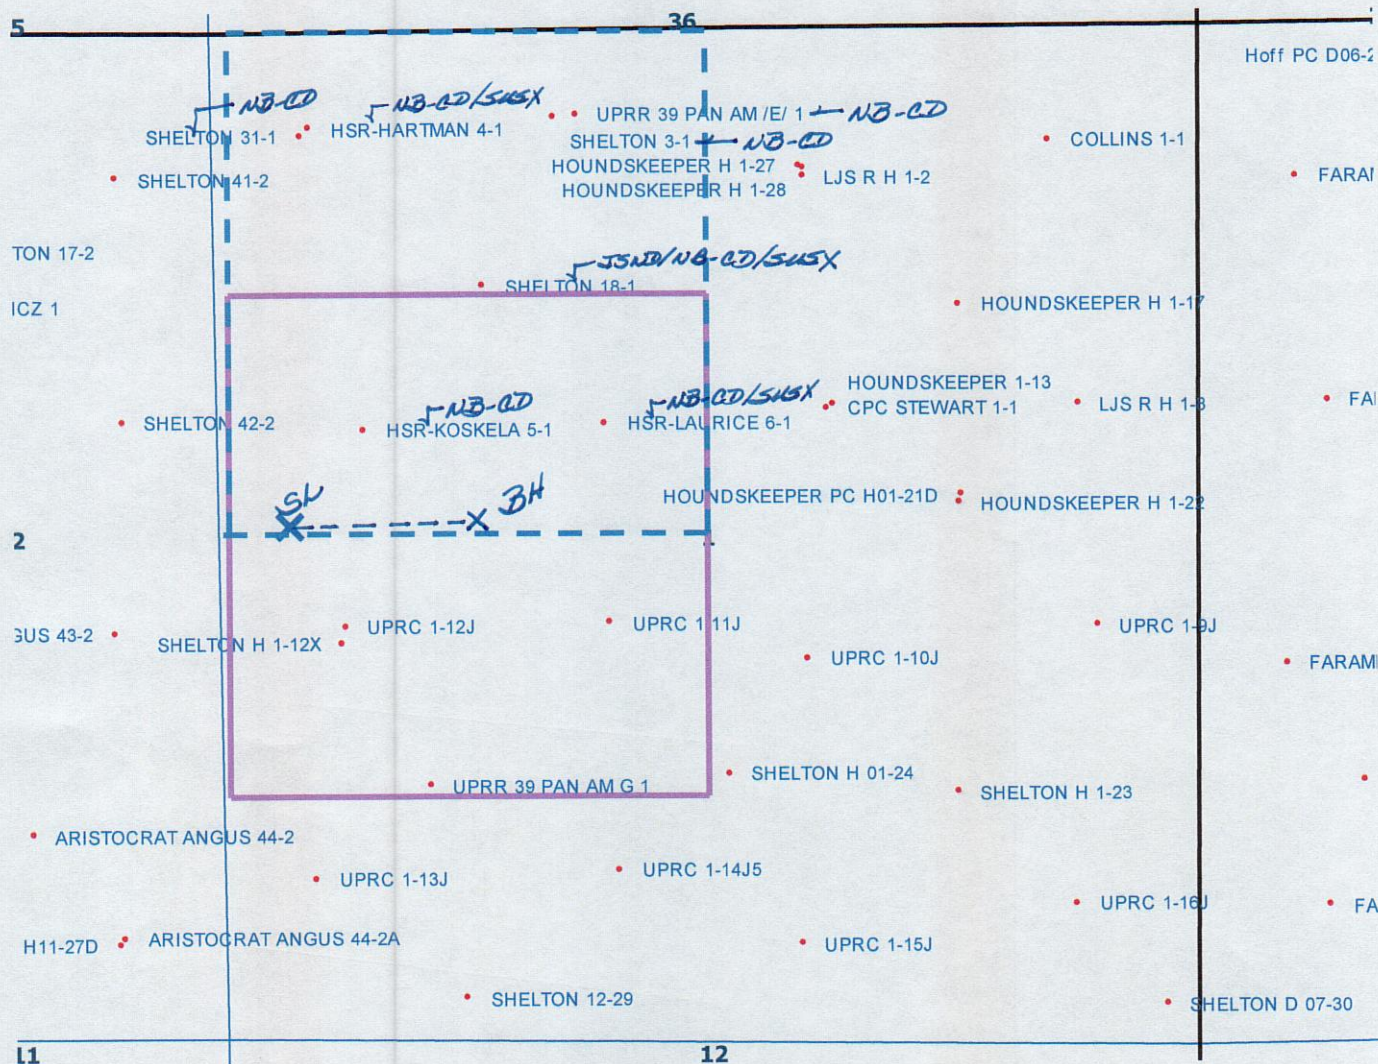 5
36
Hoff PC D06-2
NB-CD
NB-CD/SUSX
UPRR 39 PAN AM /E/ 1
NB-CD
SHELTON 31-1
HSR-HARTMAN 4-1
SHELTON 3-1
NB-CD
COLLINS 1-1
HOUNDSKEEPER H 1-27
SHELTON 41-2
HOUNDSKEEPER H 1-28
LJS R H 1-2
TON 17-2
JSND/NB-CD/SUSX
SHELTON 18-1
ICZ 1
HOUNDSKEEPER H 1-17
NB-CD
NB-CD/SUSX
HOUNDSKEEPER 1-13
SHELTON 42-2
HSR-KOSKELA 5-1
HSR-LAURICE 6-1
CPC STEWART 1-1
LJS R H 1-8
FA
SL
BH
HOUNDSKEEPER PC H01-21D
HOUNDSKEEPER H 1-22
2
GUS 43-2
SHELTON H 1-12X
UPRC 1-12J
UPRC 1-11J
UPRC 1-10J
UPRC 1-9J
FARAM
UPRR 39 PAN AM G 1
SHELTON H 01-24
SHELTON H 1-23
ARISTOCRAT ANGUS 44-2
UPRC 1-13J
UPRC 1-14J5
UPRC 1-16J
FA
H11-27D
ARISTOCRAT ANGUS 44-2A
UPRC 1-15J
SHELTON 12-29
SHELTON D 07-30
11
12